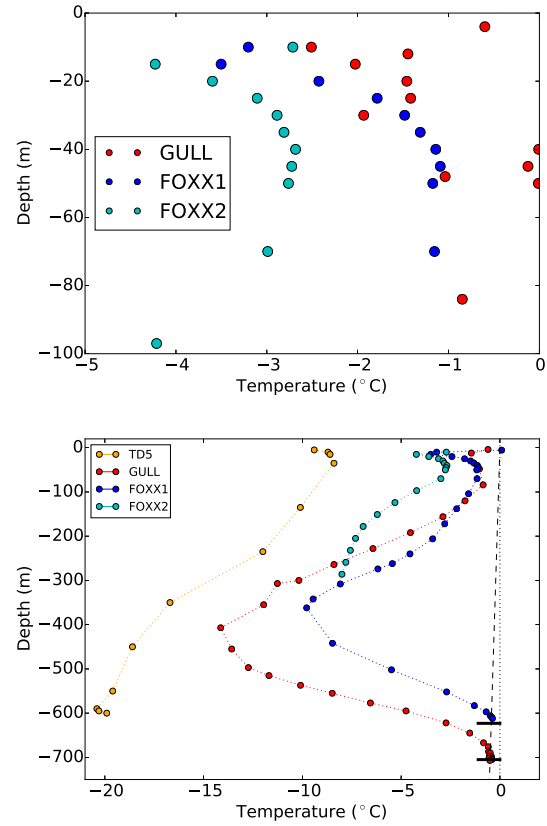 0
−20
−40
−60
−80
−100
Depth (m)
GULL
FOXX1
FOXX2
−5 −4 −3 −2 −1 0
Temperature (°C)
0
−100
−200
−300
−400
−500
−600
−700
Depth (m)
TD5
GULL
FOXX1
FOXX2
−20 −15 −10 −5 0
Temperature (°C)